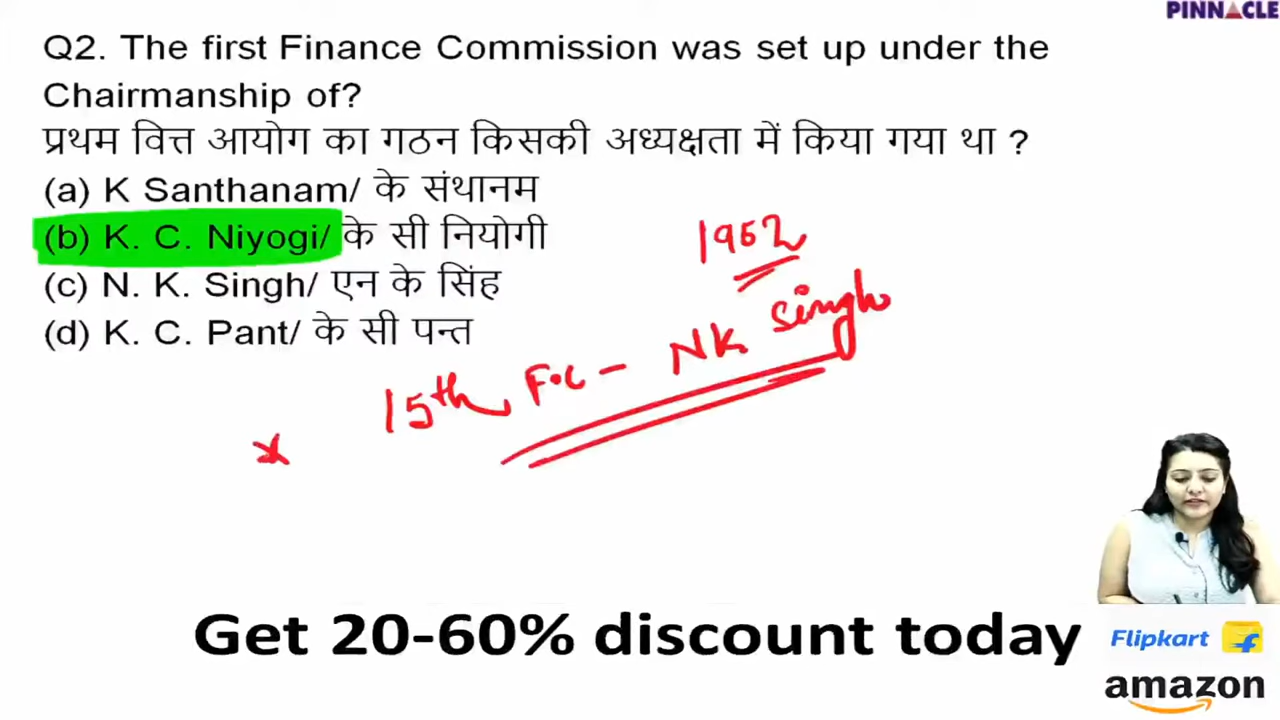 PINNACLE
Q2. The first Finance Commission was set up under the
Chairmanship of?
प्रथम वित्त आयोग का गठन किसकी अध्यक्षता में किया गया था ?
(a) K Santhanam/ के संथानम
(b) K. C. Niyogi/ के सी नियोगी
1952
(c) N. K. Singh/ एन के सिंह
(d) K. C. Pant/ के सी पन्त
15th F.C - NK Singh
Get 20-60% discount today
Flipkart
amazon